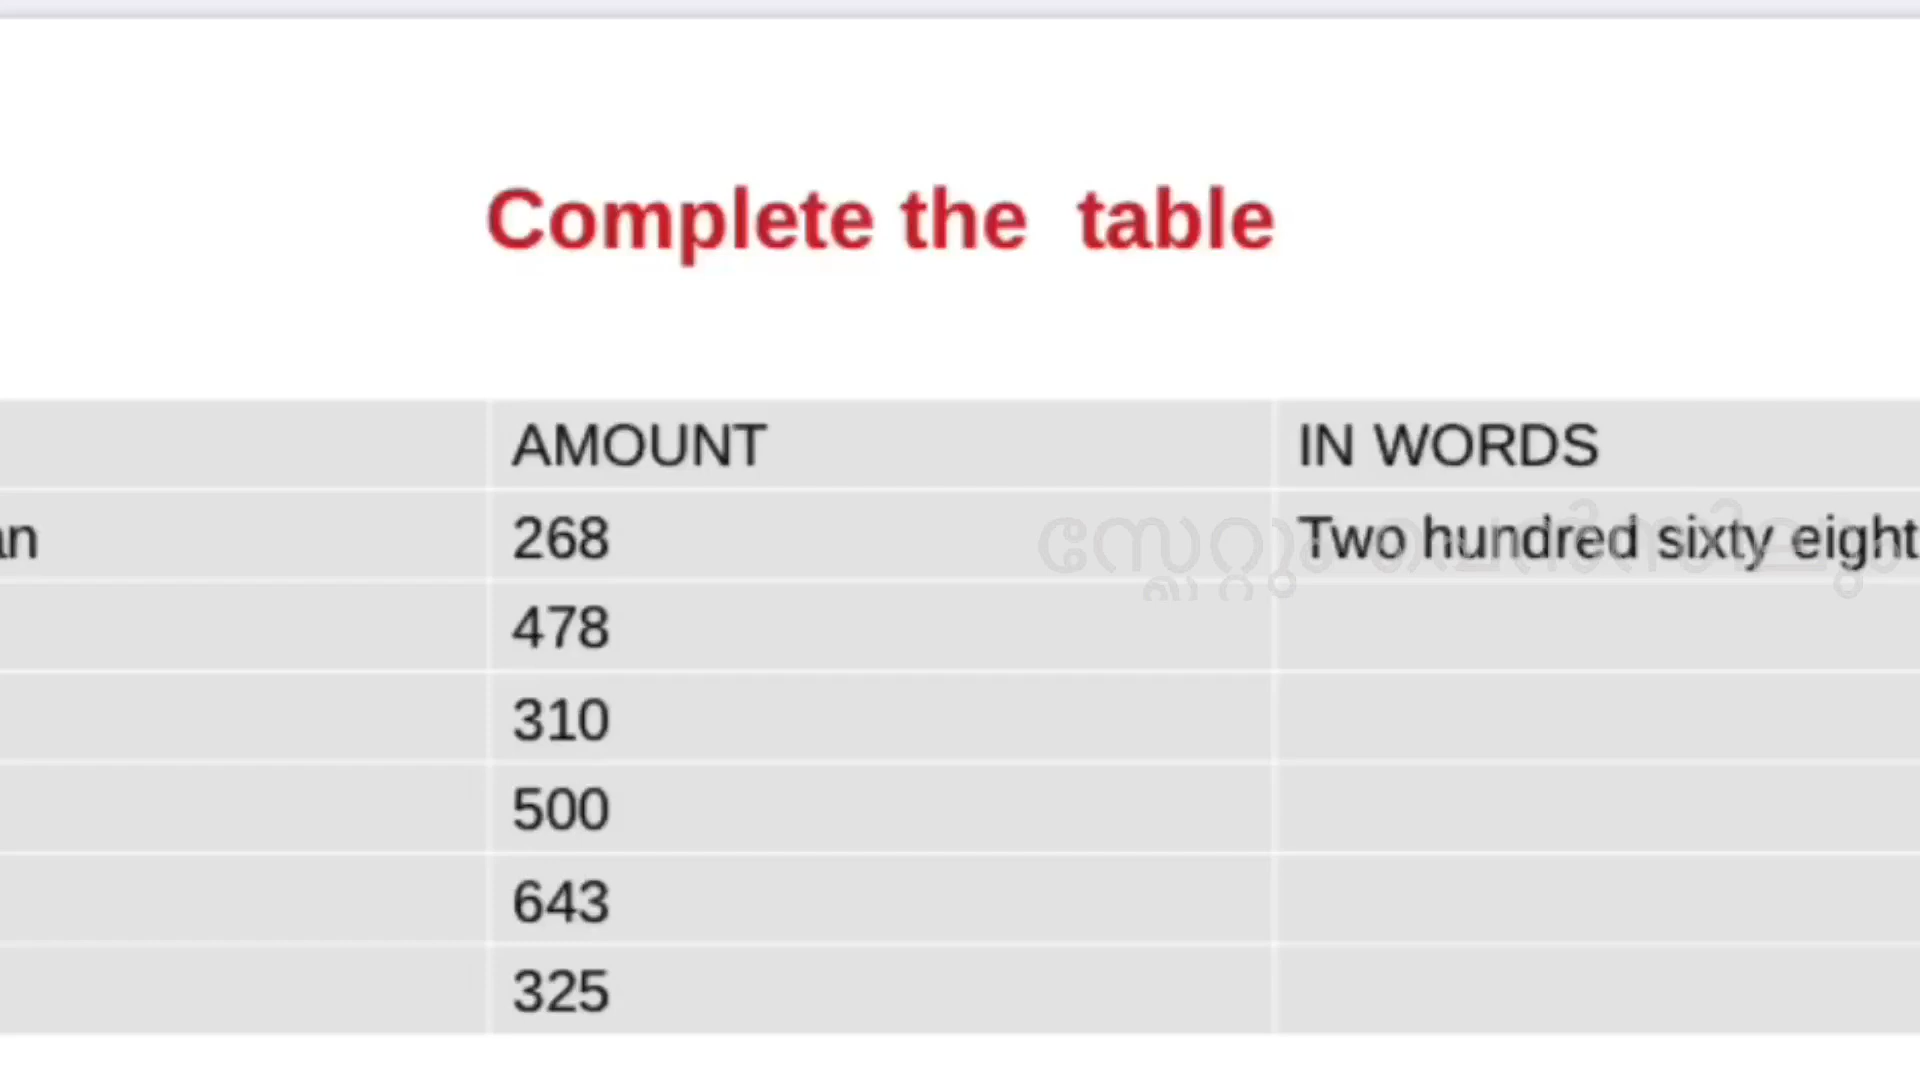 Complete the table
AMOUNT IN WORDS
an 268 Two hundred sixty eight
478
310
500
643
325